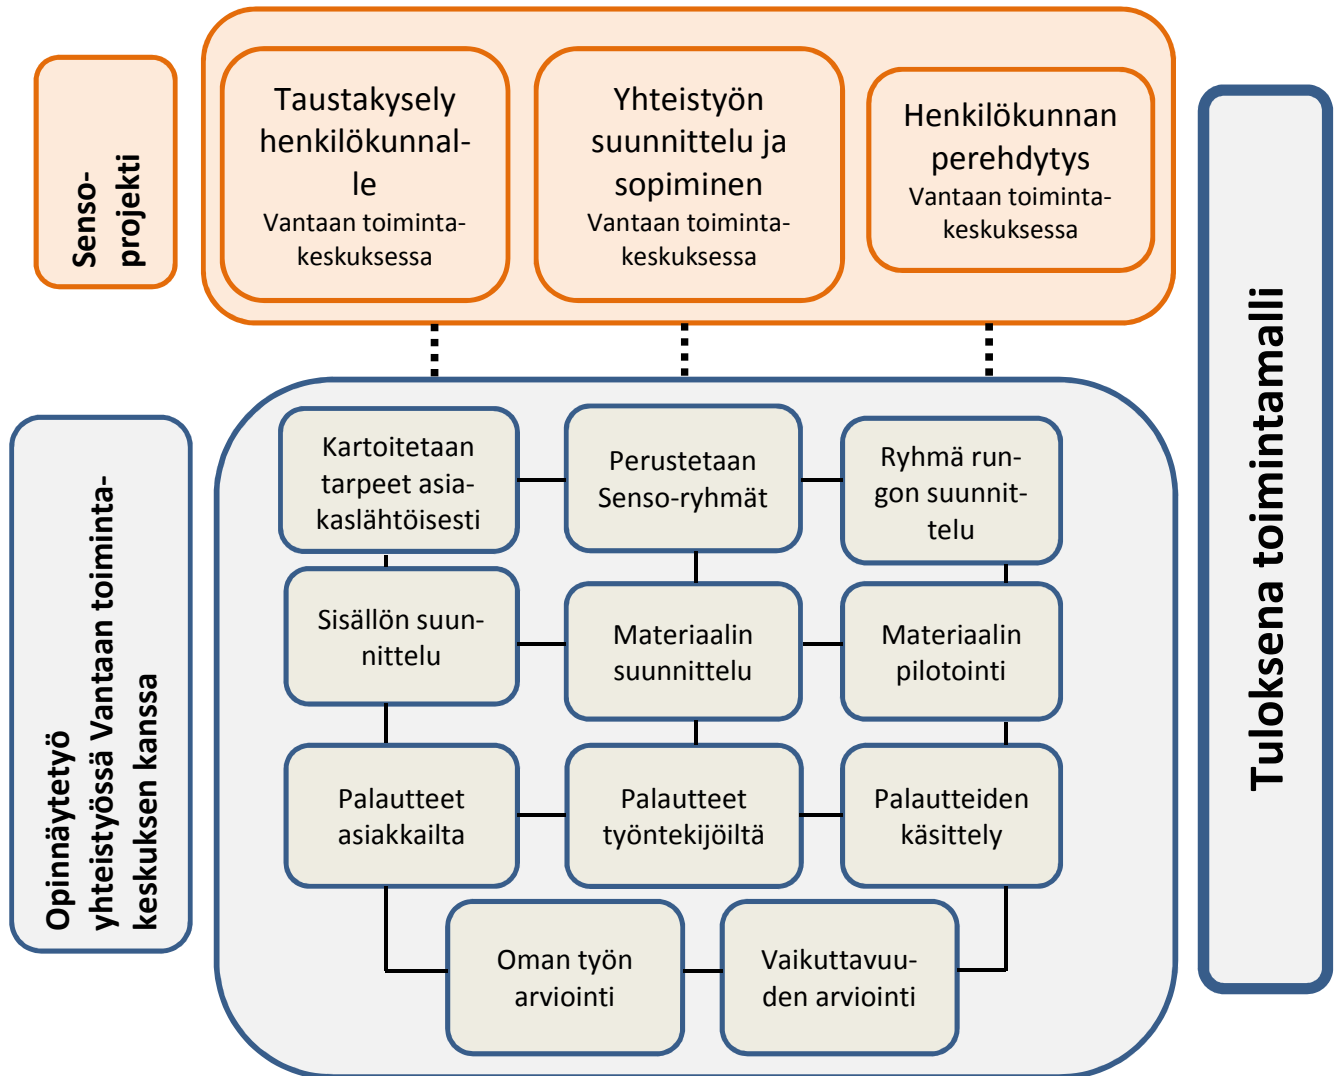 Senso-
projekti
Taustakysely
henkilökunnal-
le
Vantaan toiminta-
keskuksessa
Yhteistyön
suunnittelu ja
sopiminen
Vantaan toiminta-
keskuksessa
Henkilökunnan
perehdytys
Vantaan toiminta-
keskuksessa
Tuloksena toimintamalli
Opinnäytetyö
yhteistyössä Vantaan toiminta-
keskuksen kanssa
Kartoitetaan
tarpeet asia-
kaslähtöisesti
Perustetaan
Senso-ryhmät
Ryhmä run-
gon suunnit-
telu
Sisällön suun-
nittelu
Materiaalin
suunnittelu
Materiaalin
pilotointi
Palautteet
asiakkailta
Palautteet
työntekijöiltä
Palautteiden
käsittely
Oman työn
arviointi
Vaikuttavuu-
den arviointi